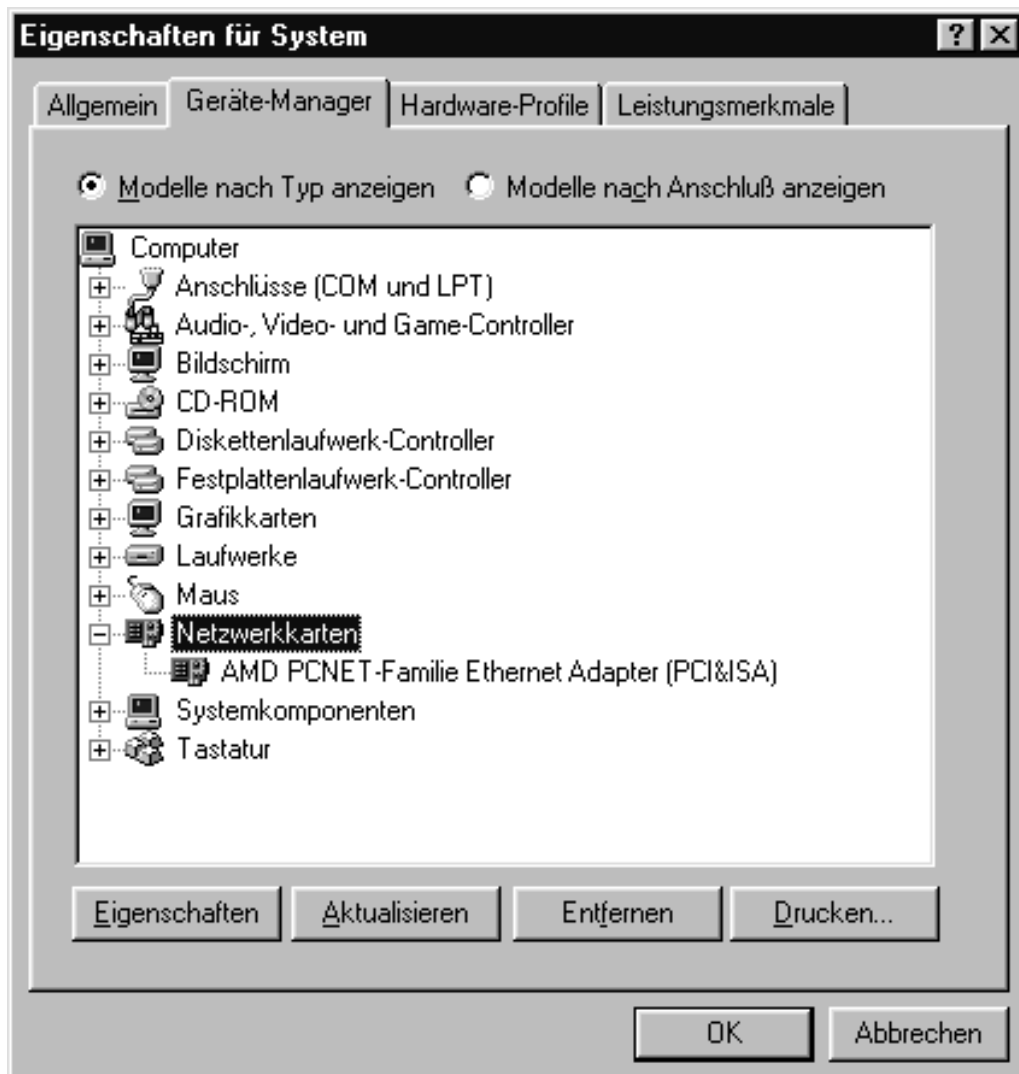 Eigenschaften für System
Allgemein Geräte-Manager Hardware-Profile Leistungsmerkmale
Modelle nach Typ anzeigen Modelle nach Anschluß anzeigen
Computer
Anschlüsse (COM und LPT)
Audio-, Video- und Game-Controller
Bildschirm
CD-ROM
Diskettenlaufwerk-Controller
Festplattenlaufwerk-Controller
Grafikkarten
Laufwerke
Maus
Netzwerkkarten
AMD PCNET-Familie Ethernet Adapter (PCI&ISA)
Systemkomponenten
Tastatur
Eigenschaften Aktualisieren Entfernen Drucken...
OK Abbrechen